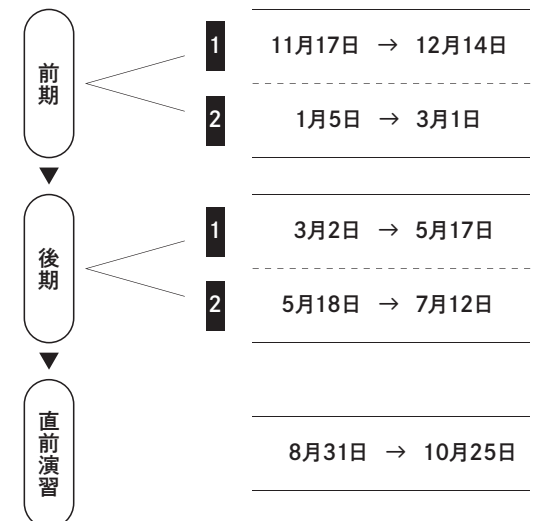 前期
1 11月17日 → 12月14日
2 1月5日 → 3月1日
▼
後期
1 3月2日 → 5月17日
2 5月18日 → 7月12日
▼
直前演習
8月31日 → 10月25日